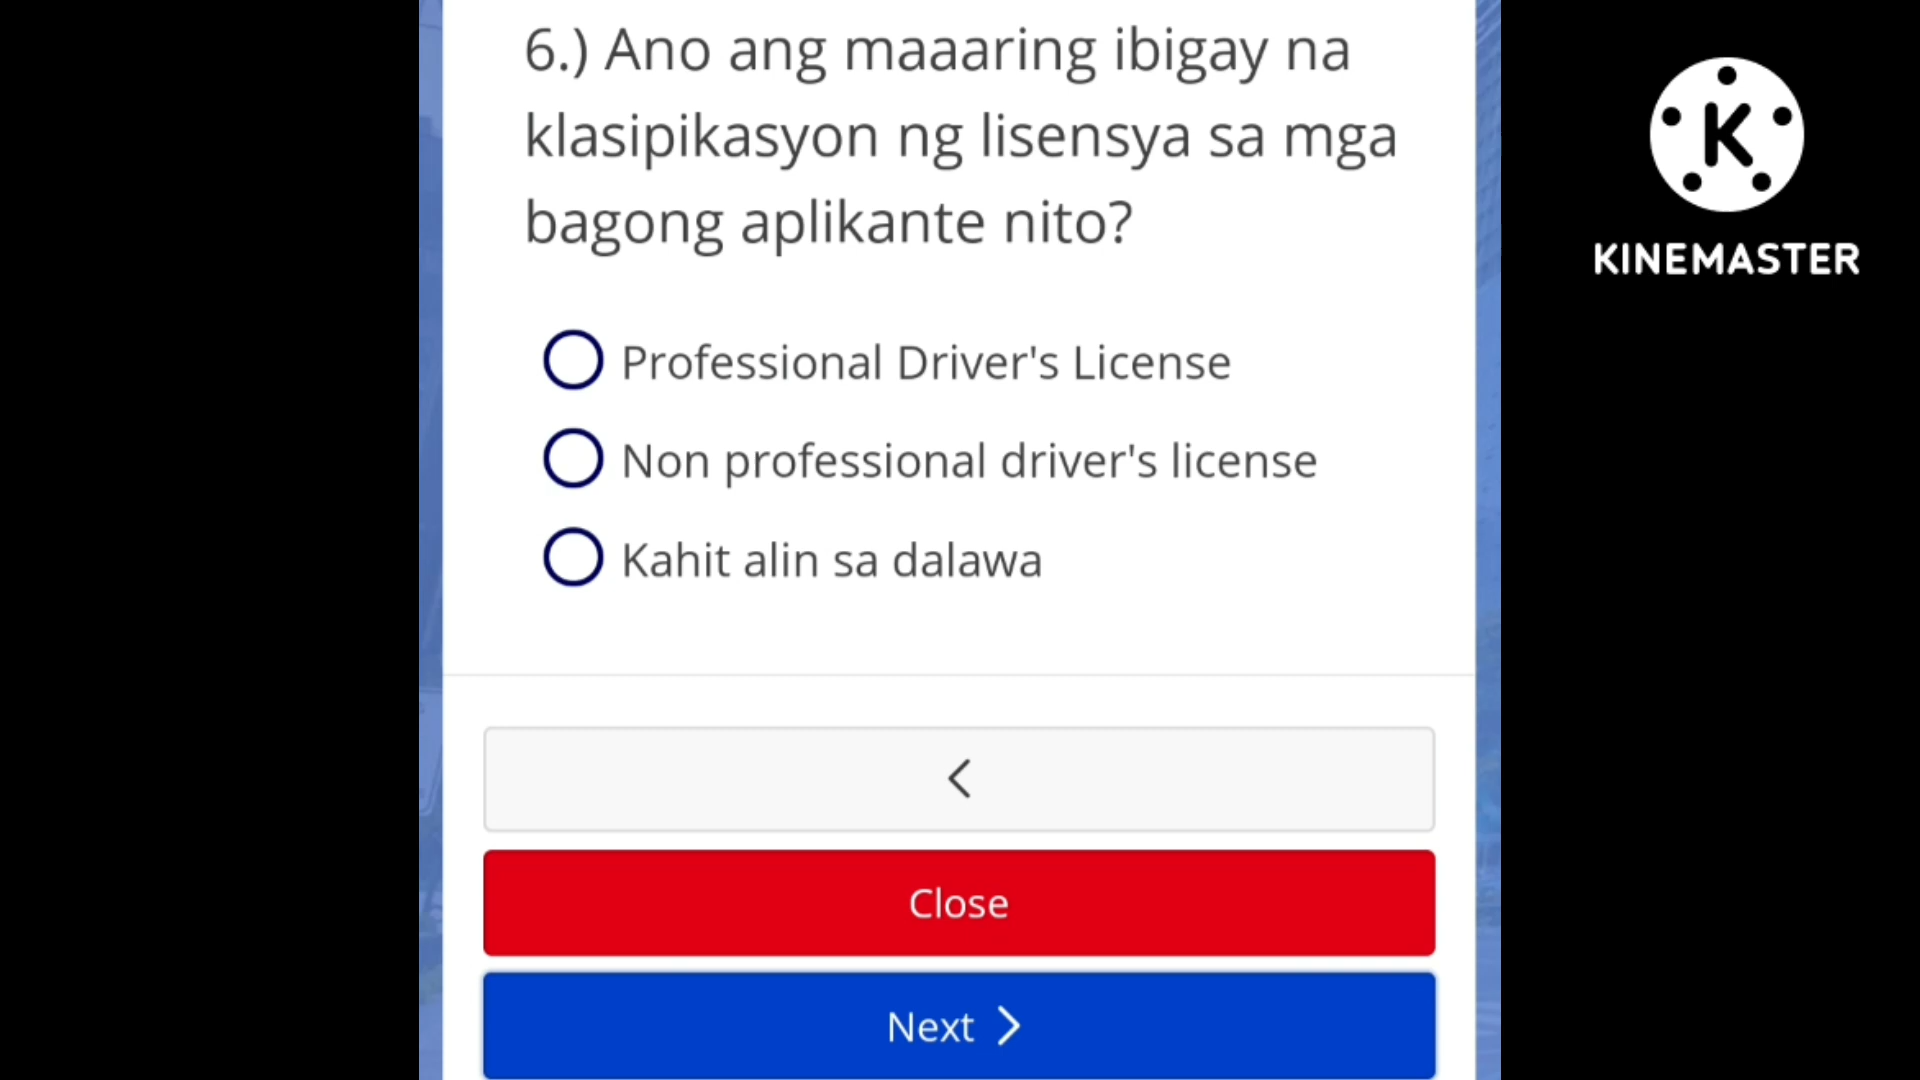 6.) Ano ang maaaring ibigay na
klasipikasyon ng lisensya sa mga
bagong aplikante nito?
Professional Driver's License
Non professional driver's license
Kahit alin sa dalawa
Close
Next
K
KINEMASTER